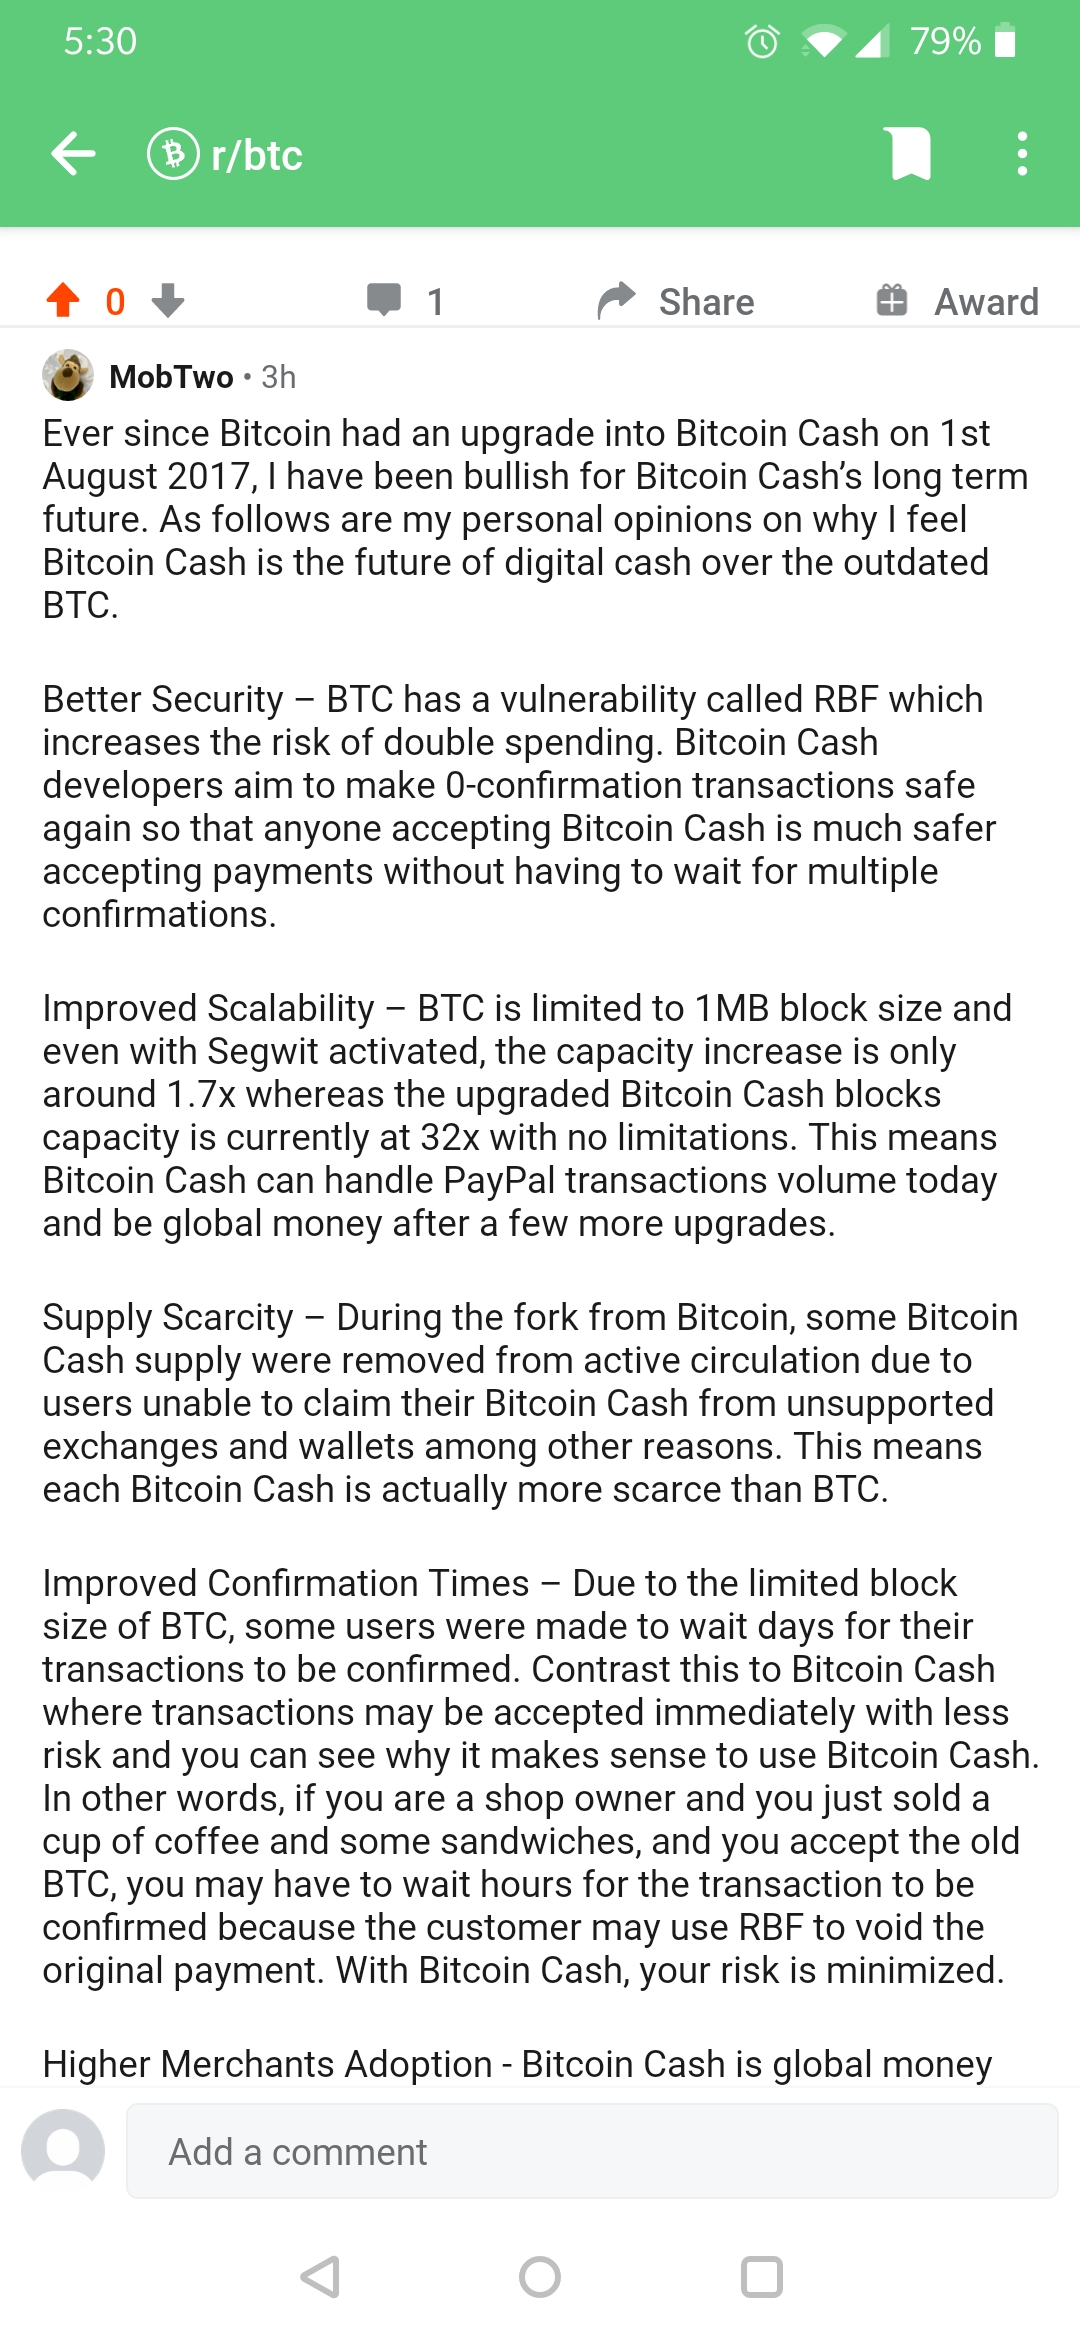 5:30
79%
r/btc
0
1
Share
Award
MobTwo • 3h
Ever since Bitcoin had an upgrade into Bitcoin Cash on 1st
August 2017, I have been bullish for Bitcoin Cash’s long term
future. As follows are my personal opinions on why I feel
Bitcoin Cash is the future of digital cash over the outdated
BTC.
Better Security – BTC has a vulnerability called RBF which
increases the risk of double spending. Bitcoin Cash
developers aim to make 0-confirmation transactions safe
again so that anyone accepting Bitcoin Cash is much safer
accepting payments without having to wait for multiple
confirmations.
Improved Scalability – BTC is limited to 1MB block size and
even with Segwit activated, the capacity increase is only
around 1.7x whereas the upgraded Bitcoin Cash blocks
capacity is currently at 32x with no limitations. This means
Bitcoin Cash can handle PayPal transactions volume today
and be global money after a few more upgrades.
Supply Scarcity – During the fork from Bitcoin, some Bitcoin
Cash supply were removed from active circulation due to
users unable to claim their Bitcoin Cash from unsupported
exchanges and wallets among other reasons. This means
each Bitcoin Cash is actually more scarce than BTC.
Improved Confirmation Times – Due to the limited block
size of BTC, some users were made to wait days for their
transactions to be confirmed. Contrast this to Bitcoin Cash
where transactions may be accepted immediately with less
risk and you can see why it makes sense to use Bitcoin Cash.
In other words, if you are a shop owner and you just sold a
cup of coffee and some sandwiches, and you accept the old
BTC, you may have to wait hours for the transaction to be
confirmed because the customer may use RBF to void the
original payment. With Bitcoin Cash, your risk is minimized.
Higher Merchants Adoption - Bitcoin Cash is global money
Add a comment